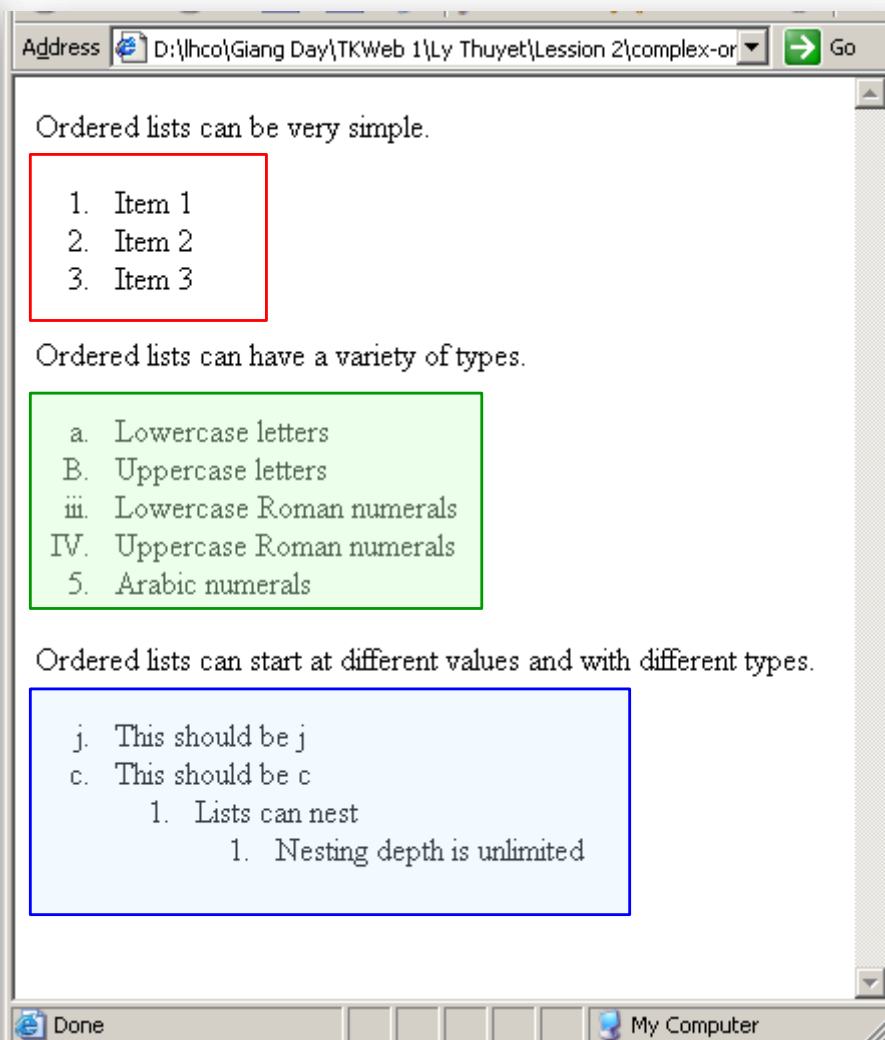 Address D:\lhco\Giang Day\TKWeb 1\Ly Thuyet\Lession 2\complex-or Go
Ordered lists can be very simple.
1. Item 1
2. Item 2
3. Item 3
Ordered lists can have a variety of types.
a. Lowercase letters
B. Uppercase letters
iii. Lowercase Roman numerals
IV. Uppercase Roman numerals
5. Arabic numerals
Ordered lists can start at different values and with different types.
j. This should be j
c. This should be c
1. Lists can nest
1. Nesting depth is unlimited
Done My Computer